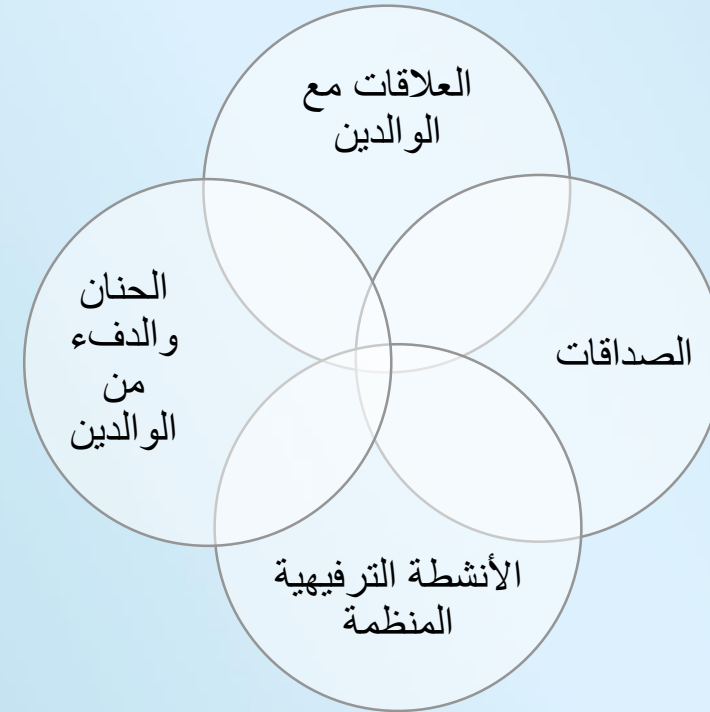 العلاقات مع
الوالدين
الصداقات
الحنان
والدفء
من
الوالدين
الأنشطة الترفيهية
المنظمة